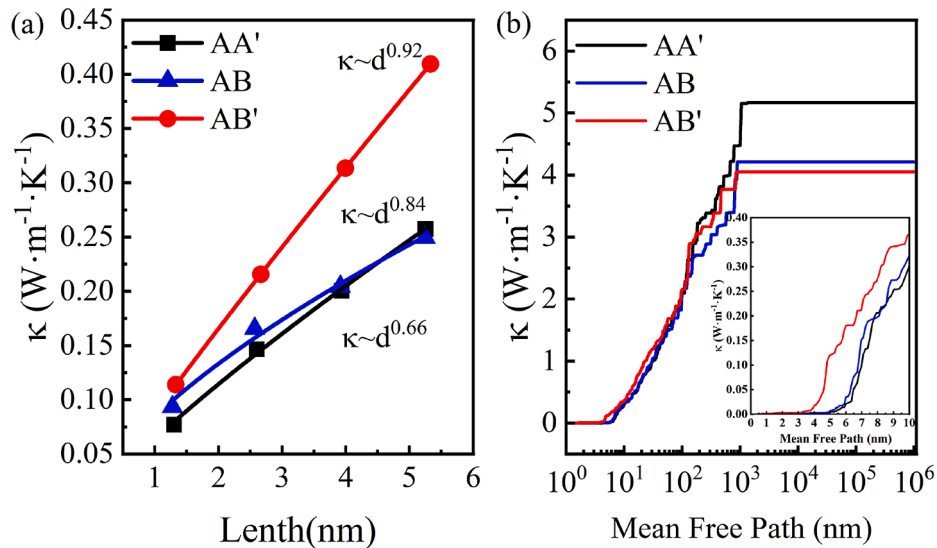 (a)
κ (W·m⁻¹·K⁻¹)
0.45
0.40
0.35
0.30
0.25
0.20
0.15
0.10
0.05
AA'
AB
AB'
κ~d^0.92
κ~d^0.84
κ~d^0.66
1 2 3 4 5 6
Lenth(nm)
(b)
κ (W·m⁻¹·K⁻¹)
6
5
4
3
2
1
0
AA'
AB
AB'
κ (W·m⁻¹·K⁻¹)
0.40
0.35
0.30
0.25
0.20
0.15
0.10
0.05
0.00
0 1 2 3 4 5 6 7 8 9 10
Mean Free Path (nm)
10⁰ 10¹ 10² 10³ 10⁴ 10⁵ 10⁶
Mean Free Path (nm)